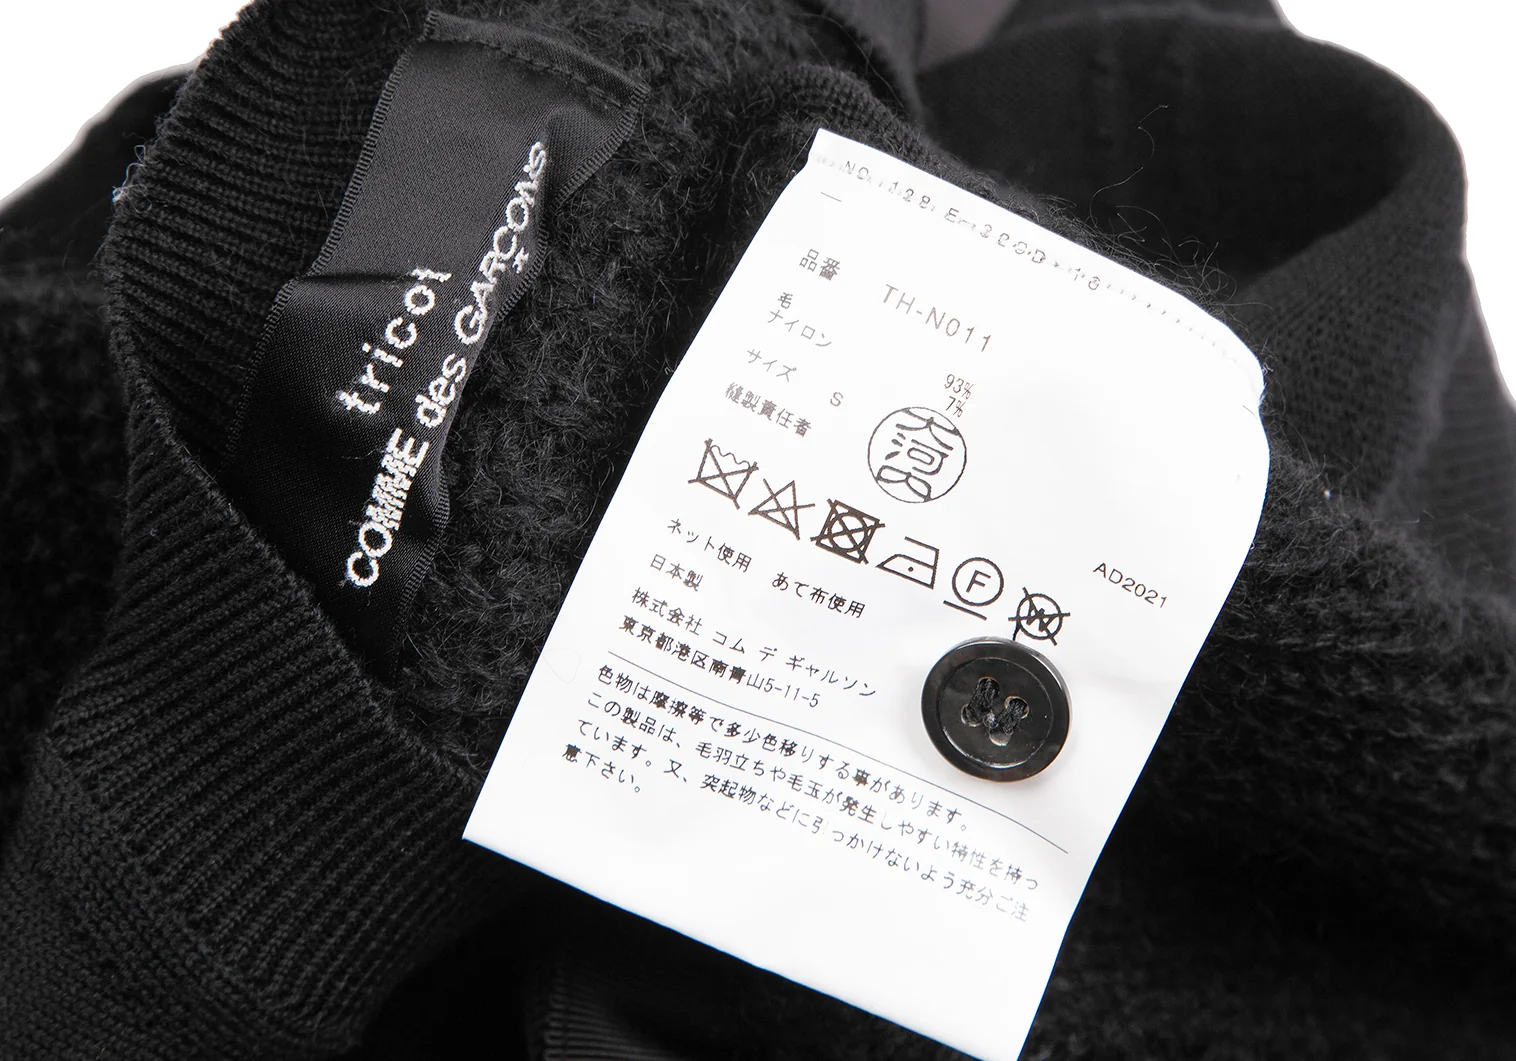 tricot
COMME des GARÇONS
品番 TH-N011
毛 93%
ナイロン 7%
サイズ S
縫製責任者 大河内
F
W
AD2021
ネット使用 あて布使用
日本製
株式会社 コム デ ギャルソン
東京都港区南青山5-11-5
色物は摩擦等で多少色移りする事があります。
この製品は、毛羽立ちや毛玉が発生しやすい特性を持っ
ています。又、突起物などに引っかけないよう充分ご注
意下さい。